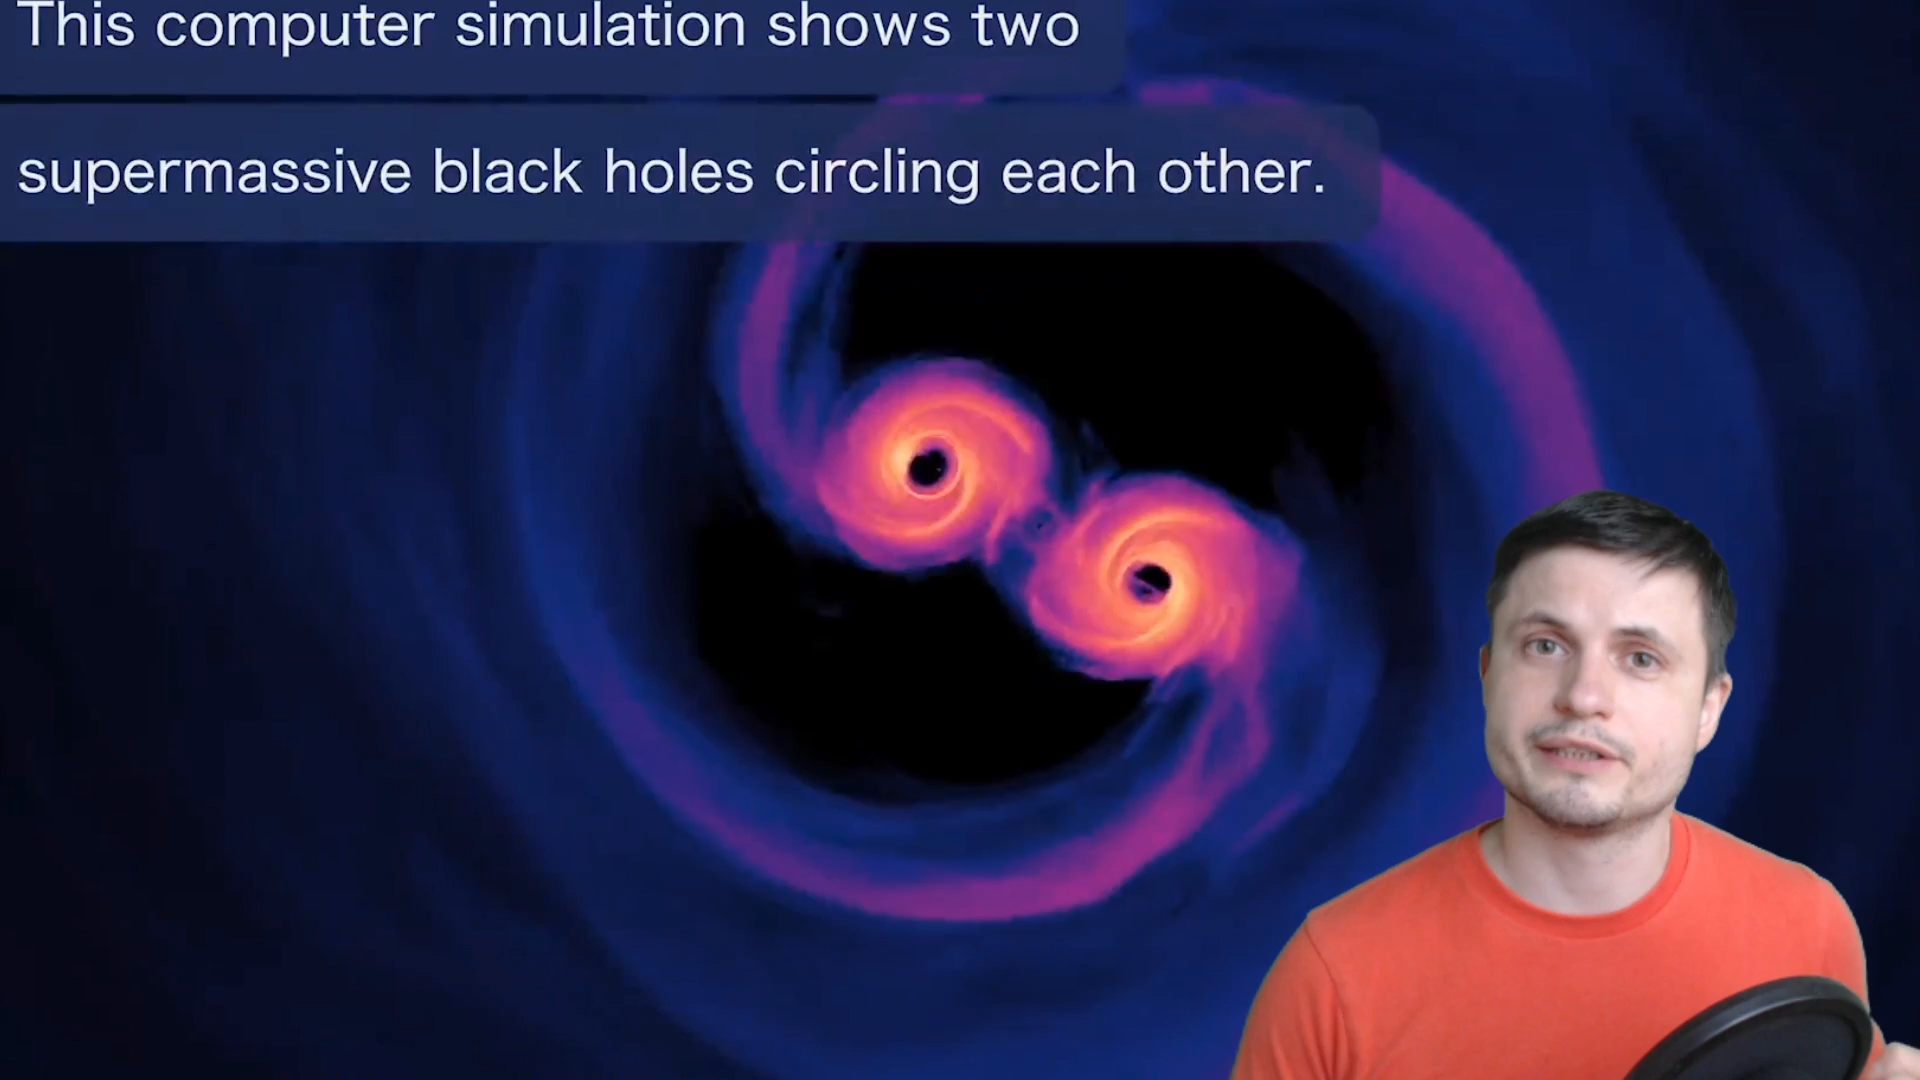 This computer simulation shows two
supermassive black holes circling each other.